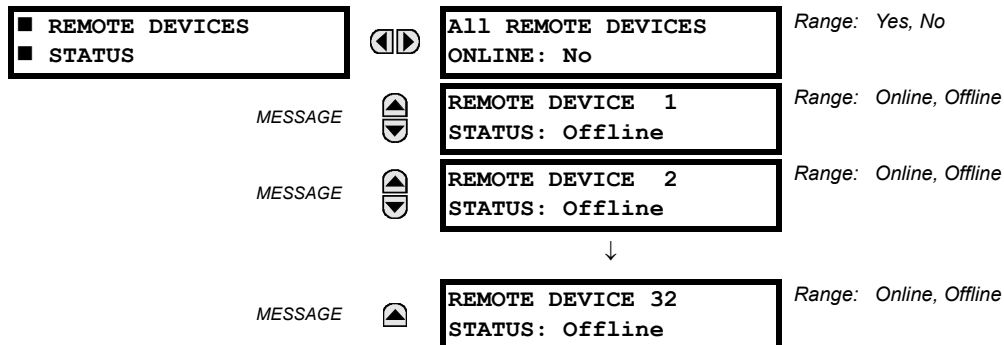 ■ REMOTE DEVICES
■ STATUS
All REMOTE DEVICES
ONLINE: No
Range: Yes, No
MESSAGE
REMOTE DEVICE 1
STATUS: Offline
Range: Online, Offline
MESSAGE
REMOTE DEVICE 2
STATUS: Offline
Range: Online, Offline
↓
MESSAGE
REMOTE DEVICE 32
STATUS: Offline
Range: Online, Offline